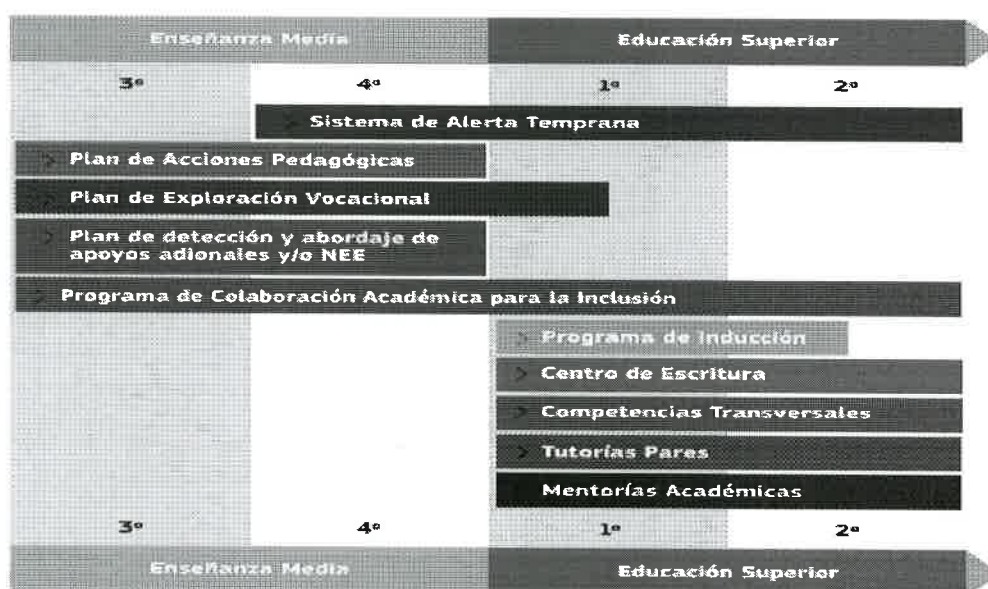 Enseñanza Media Educación Superior
3º 4º 1º 2º
> Sistema de Alerta Temprana
> Plan de Acciones Pedagógicas
> Plan de Exploración Vocacional
> Plan de detección y abordaje de
apoyos adionales y/o NEE
> Programa de Colaboración Académica para la Inclusión
> Programa de Inducción
> Centro de Escritura
> Competencias Transversales
> Tutorías Pares
Mentorías Académicas
3º 4º 1º 2º
Enseñanza Media Educación Superior